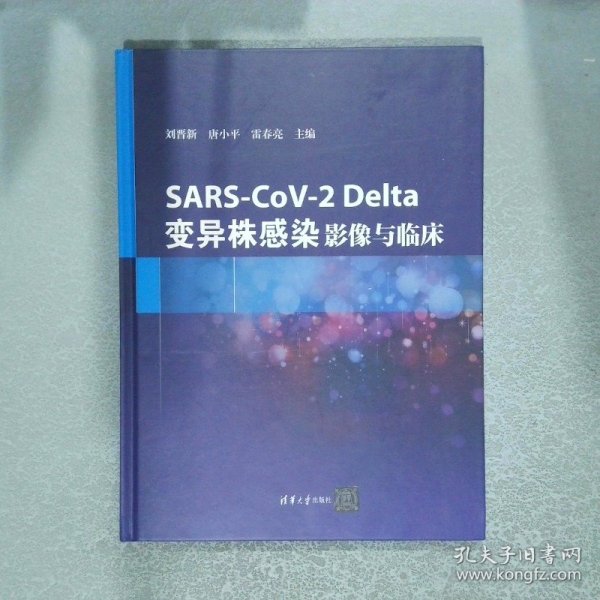 刘晋新 唐小平 雷春亮 主编
SARS-CoV-2 Delta
变异株感染影像与临床
清华大学出版社
孔夫子旧书网
www.kongfz.com